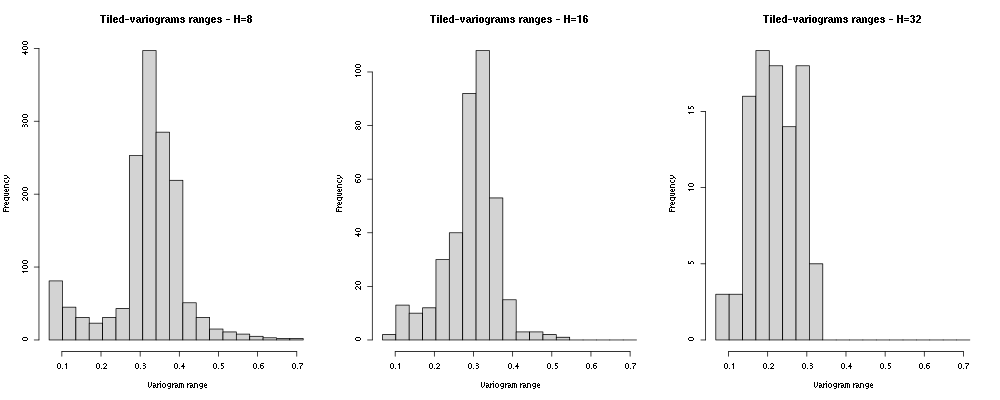 Tiled-variograms ranges - H=8
Frequency
400
300
200
100
0
0.1 0.2 0.3 0.4 0.5 0.6 0.7
Variogram range
Tiled-variograms ranges - H=16
Frequency
100
80
60
40
20
0
0.1 0.2 0.3 0.4 0.5 0.6 0.7
Variogram range
Tiled-variograms ranges - H=32
Frequency
15
10
5
0
0.1 0.2 0.3 0.4 0.5 0.6 0.7
Variogram range